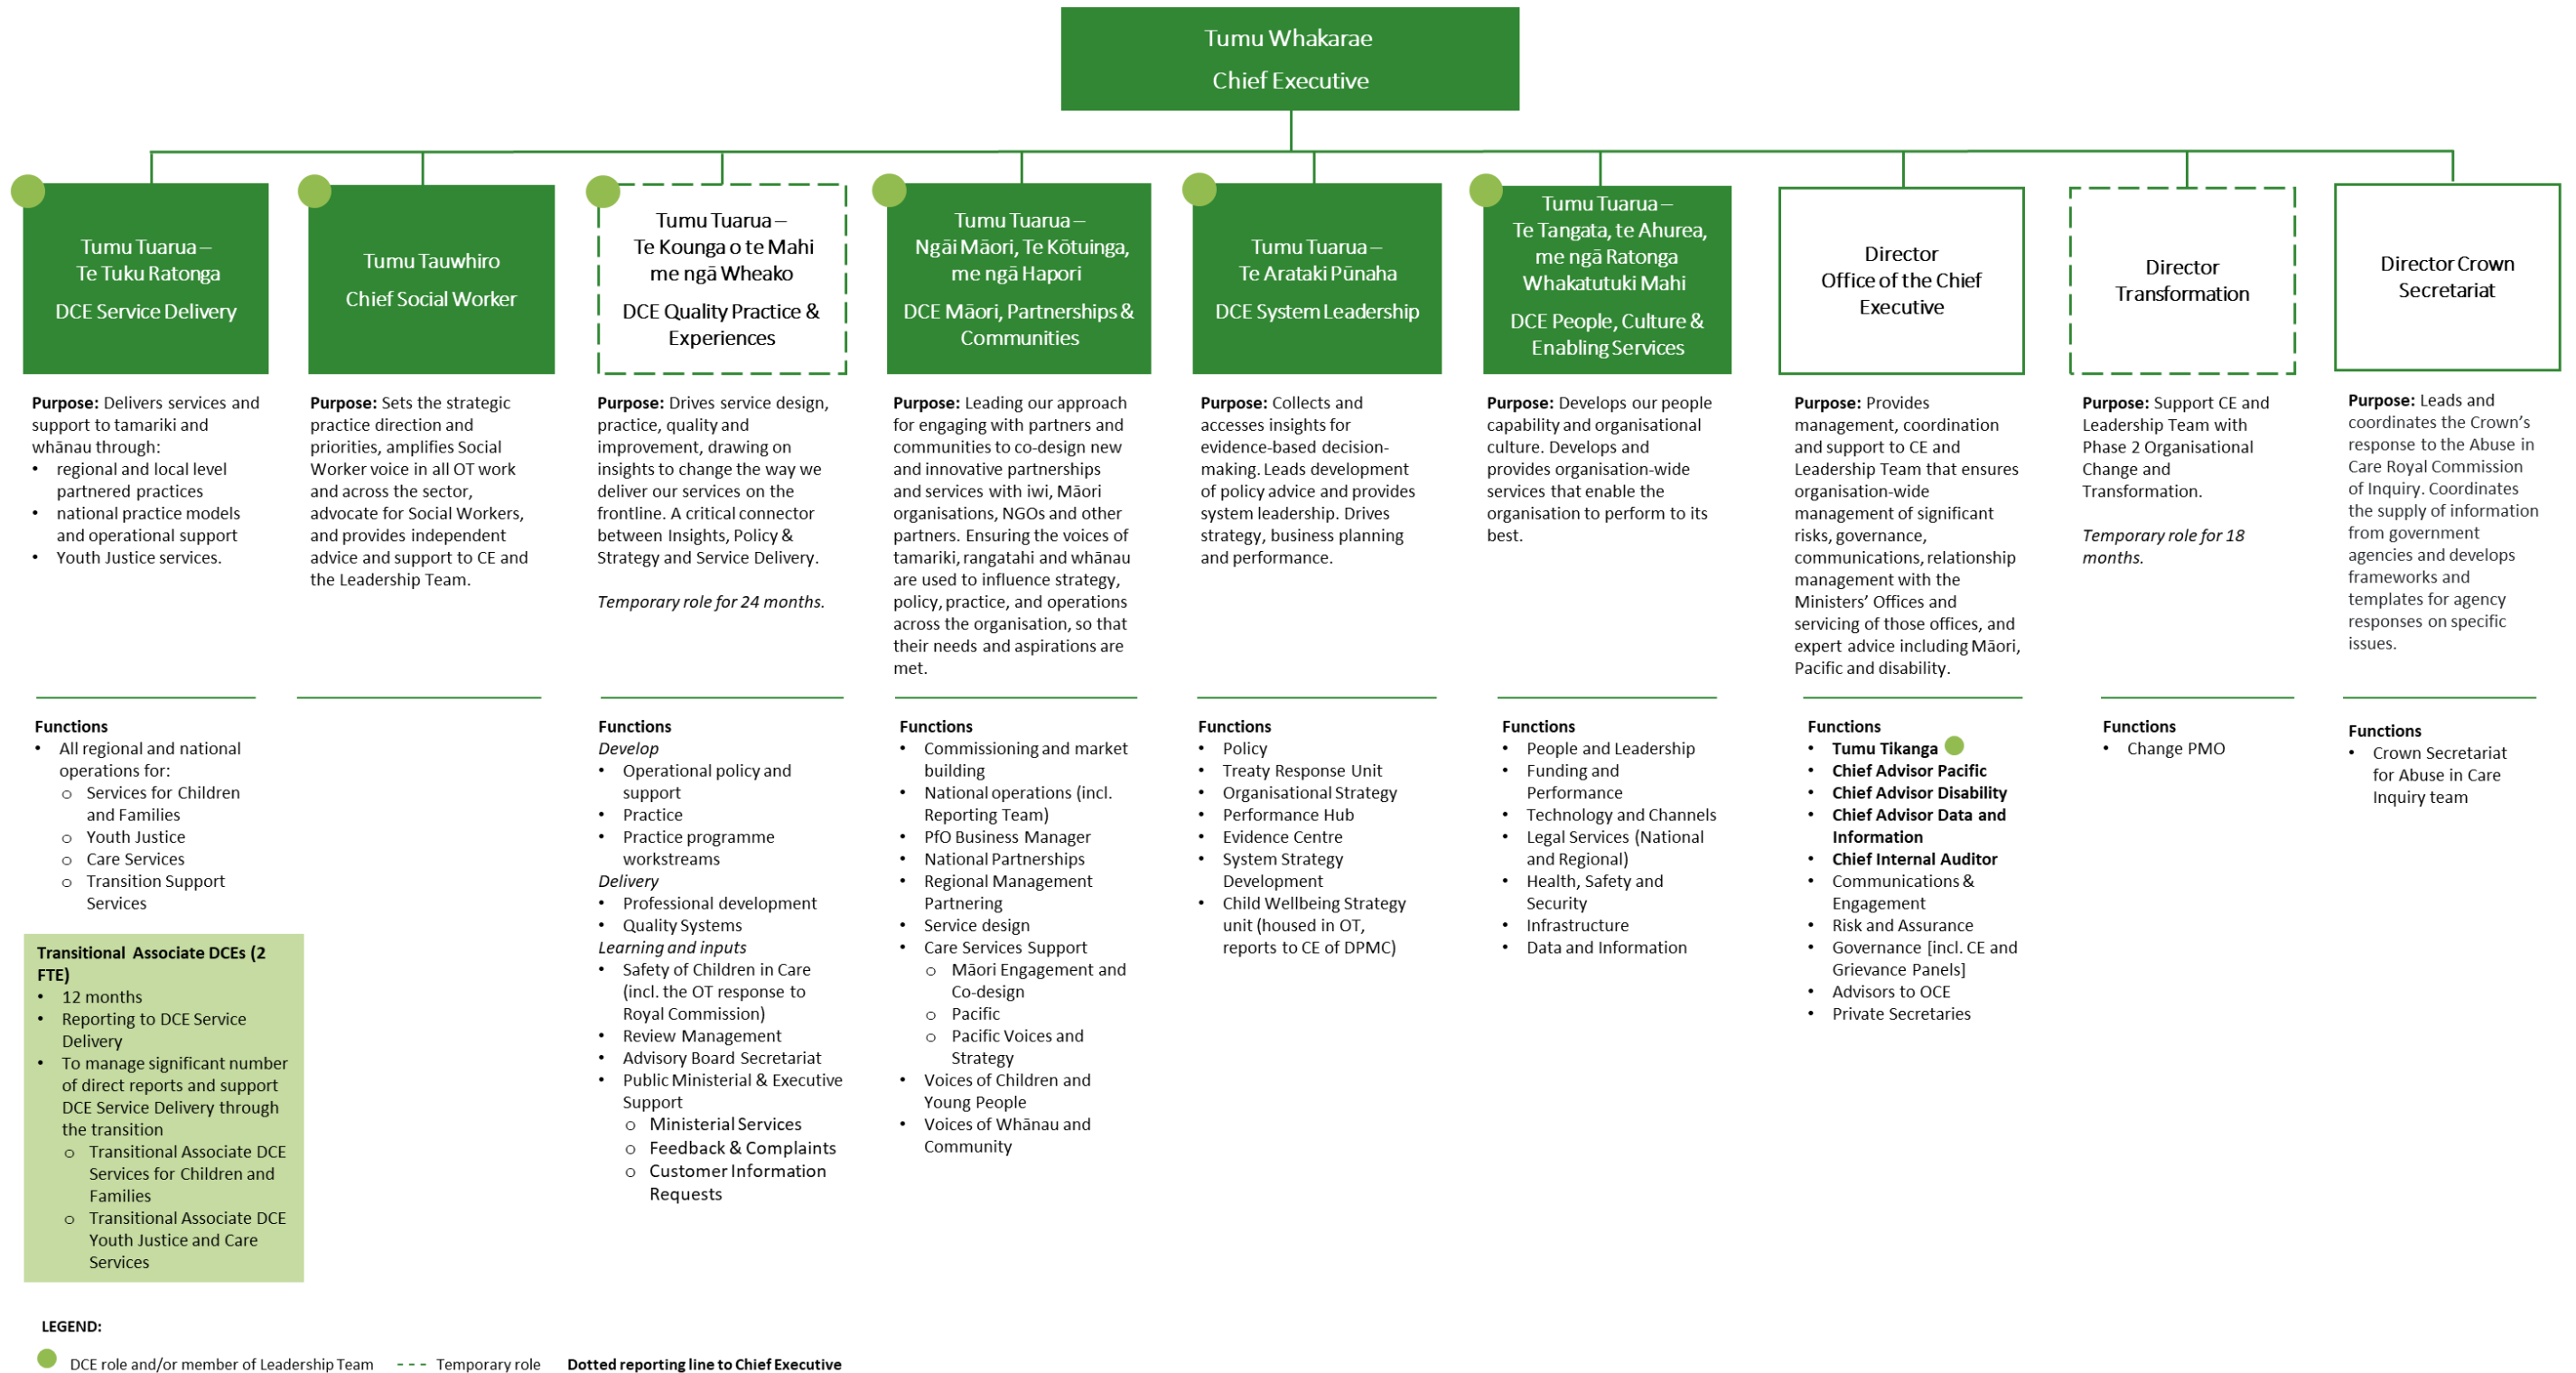 Tumu Whakarae
Chief Executive
Tumu Tuarua –
Te Tuku Ratonga
DCE Service Delivery
Tumu Tauwhiro
Chief Social Worker
Tumu Tuarua –
Te Kounga o te Mahi
me ngā Wheako
DCE Quality Practice &
Experiences
Tumu Tuarua –
Ngāi Māori, Te Kōtuinga,
me ngā Hapori
DCE Māori, Partnerships &
Communities
Tumu Tuarua –
Te Arataki Pūnaha
DCE System Leadership
Tumu Tuarua –
Te Tangata, te Ahurea,
me ngā Ratonga
Whakatutuki Mahi
DCE People, Culture &
Enabling Services
Director
Office of the Chief
Executive
Director
Transformation
Director Crown
Secretariat
Purpose: Delivers services and
support to tamariki and
whānau through:
• regional and local level
partnered practices
• national practice models
and operational support
• Youth Justice services.
Purpose: Sets the strategic
practice direction and
priorities, amplifies Social
Worker voice in all OT work
and across the sector,
advocate for Social Workers,
and provides independent
advice and support to CE and
the Leadership Team.
Purpose: Drives service design,
practice, quality and
improvement, drawing on
insights to change the way we
deliver our services on the
frontline. A critical connector
between Insights, Policy &
Strategy and Service Delivery.
Temporary role for 24 months.
Purpose: Leading our approach
for engaging with partners and
communities to co-design new
and innovative partnerships
and services with iwi, Māori
organisations, NGOs and other
partners. Ensuring the voices of
tamariki, rangatahi and whānau
are used to influence strategy,
policy, practice, and operations
across the organisation, so that
their needs and aspirations are
met.
Purpose: Collects and
accesses insights for
evidence-based decision-
making. Leads development
of policy advice and provides
system leadership. Drives
strategy, business planning
and performance.
Purpose: Develops our people
capability and organisational
culture. Develops and
provides organisation-wide
services that enable the
organisation to perform to its
best.
Purpose: Provides
management, coordination
and support to CE and
Leadership Team that ensures
organisation-wide
management of significant
risks, governance,
communications, relationship
management with the
Ministers’ Offices and
servicing of those offices, and
expert advice including Māori,
Pacific and disability.
Purpose: Support CE and
Leadership Team with
Phase 2 Organisational
Change and
Transformation.
Temporary role for 18
months.
Purpose: Leads and
coordinates the Crown’s
response to the Abuse in
Care Royal Commission
of Inquiry. Coordinates
the supply of information
from government
agencies and develops
frameworks and
templates for agency
responses on specific
issues.
Functions
• All regional and national
operations for:
o Services for Children
and Families
o Youth Justice
o Care Services
o Transition Support
Services
Transitional Associate DCEs (2
FTE)
• 12 months
• Reporting to DCE Service
Delivery
• To manage significant number
of direct reports and support
DCE Service Delivery through
the transition
o Transitional Associate DCE
Services for Children and
Families
o Transitional Associate DCE
Youth Justice and Care
Services
Functions
Develop
• Operational policy and
support
• Practice
• Practice programme
workstreams
Delivery
• Professional development
• Quality Systems
Learning and inputs
• Safety of Children in Care
(incl. the OT response to
Royal Commission)
• Review Management
• Advisory Board Secretariat
• Public Ministerial & Executive
Support
o Ministerial Services
o Feedback & Complaints
o Customer Information
Requests
Functions
• Commissioning and market
building
• National operations (incl.
Reporting Team)
• PfO Business Manager
• National Partnerships
• Regional Management
Partnering
• Service design
• Care Services Support
o Māori Engagement and
Co-design
o Pacific
o Pacific Voices and
Strategy
• Voices of Children and
Young People
• Voices of Whānau and
Community
Functions
• Policy
• Treaty Response Unit
• Organisational Strategy
• Performance Hub
• Evidence Centre
• System Strategy
Development
• Child Wellbeing Strategy
unit (housed in OT,
reports to CE of DPMC)
Functions
• People and Leadership
• Funding and
Performance
• Technology and Channels
• Legal Services (National
and Regional)
• Health, Safety and
Security
• Infrastructure
• Data and Information
Functions
• Tumu Tikanga
• Chief Advisor Pacific
• Chief Advisor Disability
• Chief Advisor Data and
Information
• Chief Internal Auditor
• Communications &
Engagement
• Risk and Assurance
• Governance [incl. CE and
Grievance Panels]
• Advisors to OCE
• Private Secretaries
Functions
• Change PMO
Functions
• Crown Secretariat
for Abuse in Care
Inquiry team
LEGEND:
DCE role and/or member of Leadership Team
Temporary role
Dotted reporting line to Chief Executive